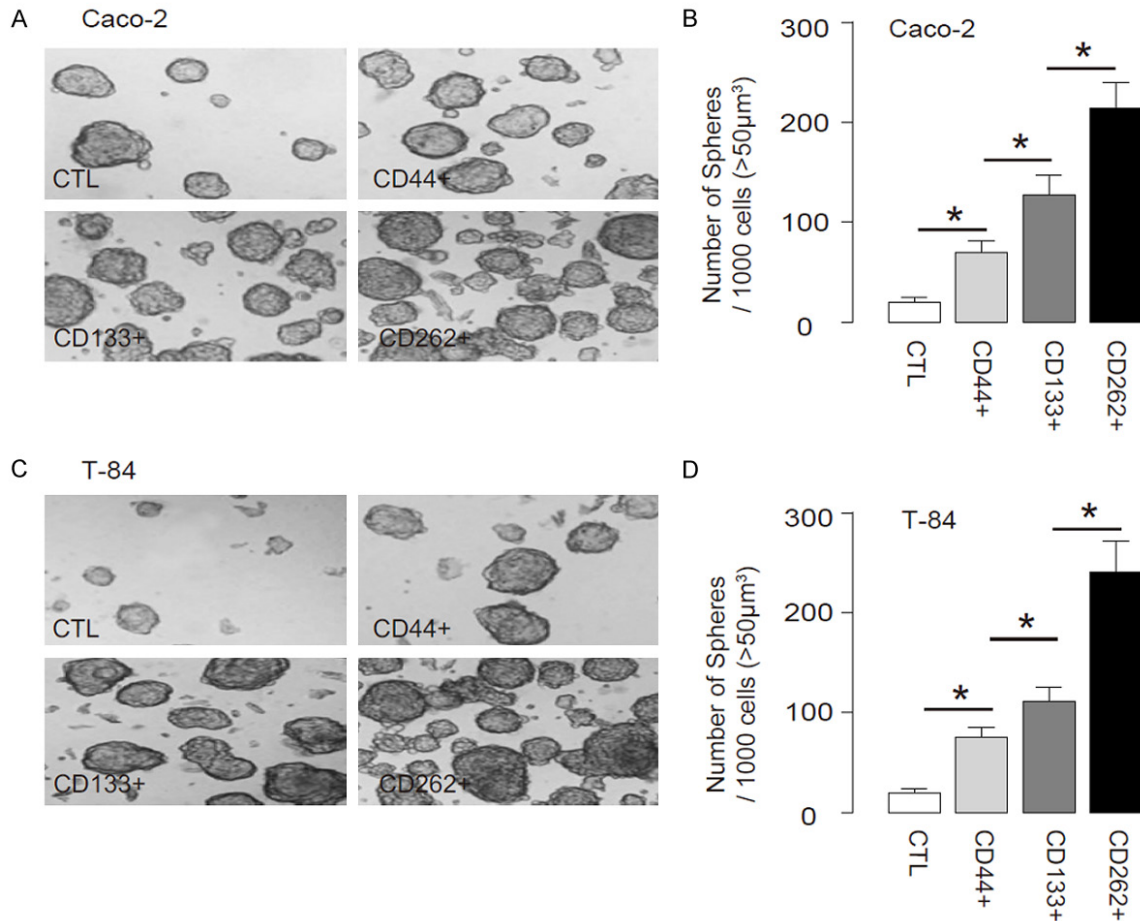 A Caco-2
CTL
CD44+
CD133+
CD262+
B
Caco-2
Number of Spheres
/ 1000 cells (>50µm³)
300
200
100
0
*
*
*
CTL
CD44+
CD133+
CD262+
C T-84
CTL
CD44+
CD133+
CD262+
D
T-84
Number of Spheres
/ 1000 cells (>50µm³)
300
200
100
0
*
*
*
CTL
CD44+
CD133+
CD262+